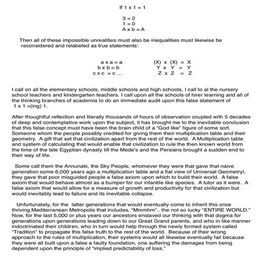 If 1 x 1 = 1
3 = 2
1 = 0
A x b = A
Then all of these impossible unrealities must also be inequalities must likewise be
reconsidered and relabeled as true statements:
a x a = a (X) x (X) = X
b x b = b Y x Y = Y
c x c = c... Z x Z = Z
I call on all the elementary schools, middle schools and high schools, I call to all the nursery
school teachers and kindergarten teachers. I call upon all the schools of hirer learning and all of
the thinking branches of academia to do an immediate audit upon this false statement of
1 x 1 =(ing) 1.
After thoughtful reflection and literally thousands of hours of observation coupled with 5 decades
of deep and contemplative work upon the subject, it has brought me to the inevitable conclusion
that this false concept must have been the brain child of a "God like" figure of some sort.
Someone whom the people possibly credited for giving them their multiplication table and their
geometry. A gift that set that civilization apart from the rest of the world. A Multiplication table
and system of calculating that would enable that civilization to rule the then known world from
the time of the late Egyptian dynasty till the Mede's and the Persians brought a sudden end to
their way of life.
Some call them the Annunaki, the Sky People, whomever they were that gave that naive
generation some 6,000 years ago a multiplication table and a flat view of Universal Geometry.
they gave that poor misguided people a false axiom upon which to build their world. A false
axiom that would behave almost as a bumper for our infantile like species. A tutor as it were. A
false axiom that would allow for a measure of growth and productivity for that civilization but
would inevitably lead to failure and its inevitable collapse.
Unfortunately, for the latter generations that would eventually come to inherit this once
shining Mediterranean Metropolis that includes, "Mmmhm".. the not so lucky "ENTIRE WORLD."
Now, for the last 5,000 or plus years our ancestors enslaved our thinking with that dogma for
generations upon generations leading down to our Great Grand parents, and who in like manner
indoctrinated their children, who in turn would help through the newly formed system called
"Tradition" to propagate this false truth to the rest of the world. Because of their wrong
approach to the rules of multiplication, their offspring would all likewise eventually fail because
they were all built upon a false a faulty foundation, one suffering the damages from being
dependent upon the principle of "implied predictability of loss."